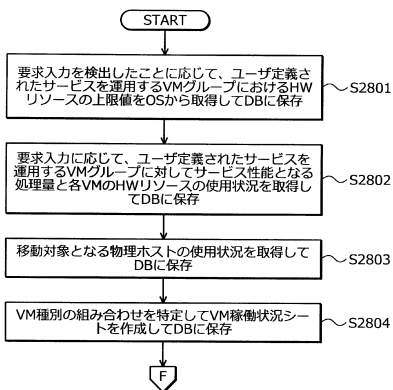 START
要求入力を検出したことに応じて、ユーザ定義され
たサービスを運用するVMグループにおけるHW
リソースの上限値をOSから取得してDBに保存
S2801
要求入力に応じて、ユーザ定義されたサービスを
運用するVMグループに対してサービス性能となる
処理量と各VMのHWリソースの使用状況を取得し
てDBに保存
S2802
移動対象となる物理ホストの使用状況を取得して
DBに保存
S2803
VM種別の組み合わせを特定してVM稼働状況シー
トを作成してDBに保存
S2804
F